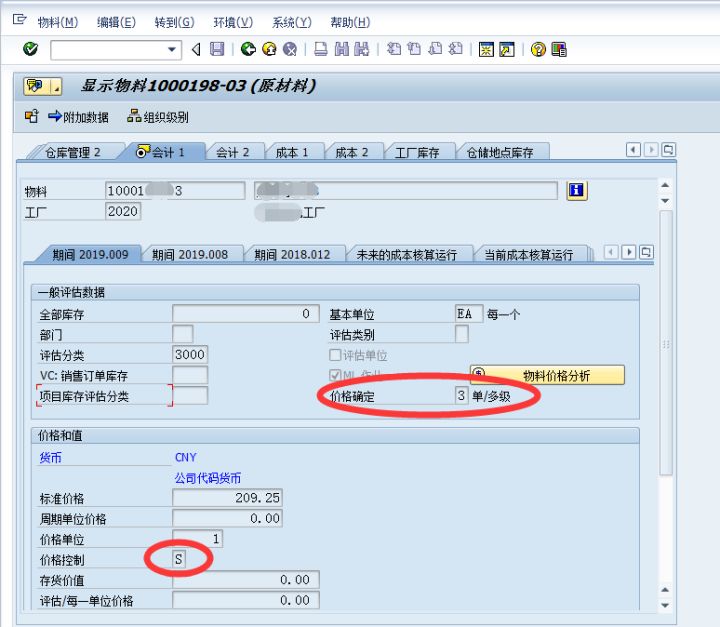 物料(M) 编辑(E) 转到(G) 环境(V) 系统(Y) 帮助(H)
显示物料1000198-03 (原材料)
附加数据 组织级别
仓库管理 2 会计 1 会计 2 成本 1 成本 2 工厂库存 仓储地点库存
物料 10001 3
工厂 2020 工厂
期间 2019.009 期间 2019.008 期间 2018.012 未来的成本核算运行 当前成本核算运行
一般评估数据
全部库存 0 基本单位 EA 每一个
部门 评估类别
评估分类 3000 评估单位
VC: 销售订单库存 ML 物料价格分析
项目库存评估分类 价格确定 3 单/多级
价格和值
货币 CNY
公司代码货币
标准价格 209.25
周期单位价格 0.00
价格单位 1
价格控制 S
存货价值 0.00
评估/每一单位价格 0.00